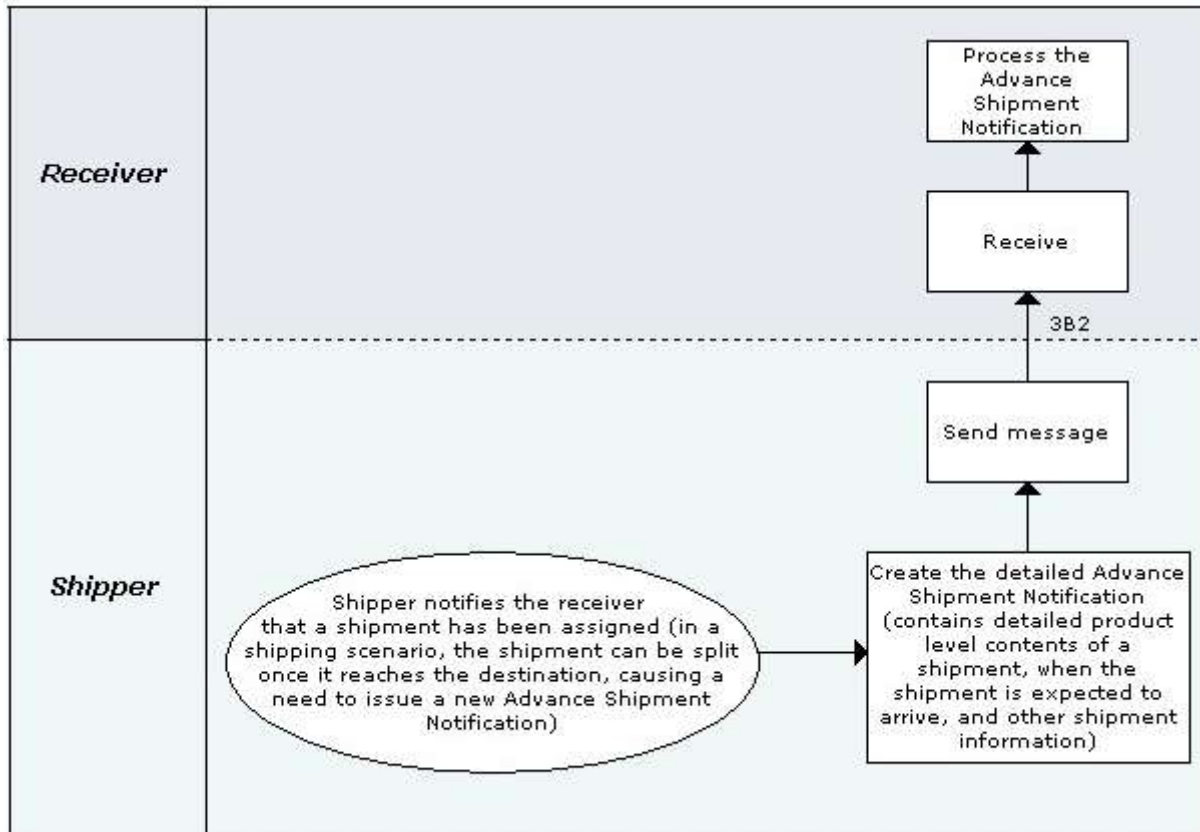 Process the
Advance
Shipment
Notification
Receiver
Receive
3B2
Send message
Shipper
Shipper notifies the receiver
that a shipment has been assigned (in a
shipping scenario, the shipment can be split
once it reaches the destination, causing a
need to issue a new Advance Shipment
Notification)
Create the detailed Advance
Shipment Notification
(contains detailed product
level contents of a
shipment, when the
shipment is expected to
arrive, and other shipment
information)